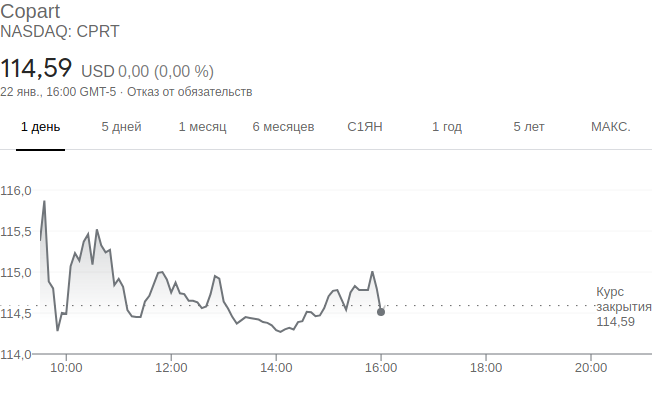 Copart
NASDAQ: CPRT
114,59 USD 0,00 (0,00 %)
22 янв., 16:00 GMT-5 · Отказ от обязательств
1 день 5 дней 1 месяц 6 месяцев С1ЯН 1 год 5 лет МАКС.
116,0
115,5
115,0
Курс
закрытия
114,59
114,5
114,0
10:00 12:00 14:00 16:00 18:00 20:00